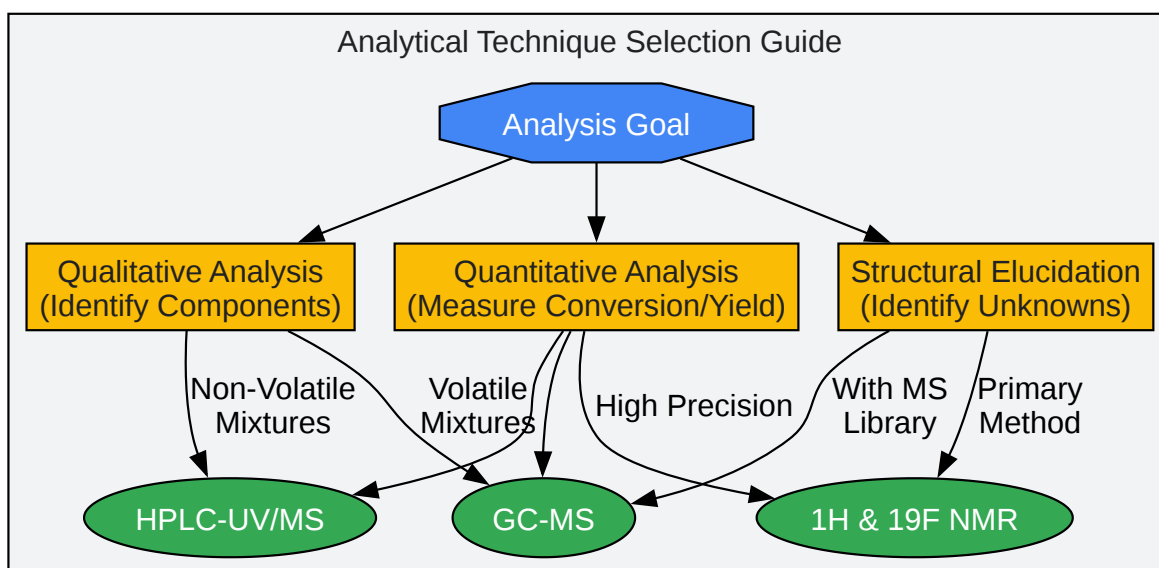 Analytical Technique Selection Guide
Analysis Goal
Qualitative Analysis
(Identify Components)
Quantitative Analysis
(Measure Conversion/Yield)
Structural Elucidation
(Identify Unknowns)
Non-Volatile
Mixtures
Volatile
Mixtures
High Precision
With MS
Library
Primary
Method
HPLC-UV/MS
GC-MS
1H & 19F NMR